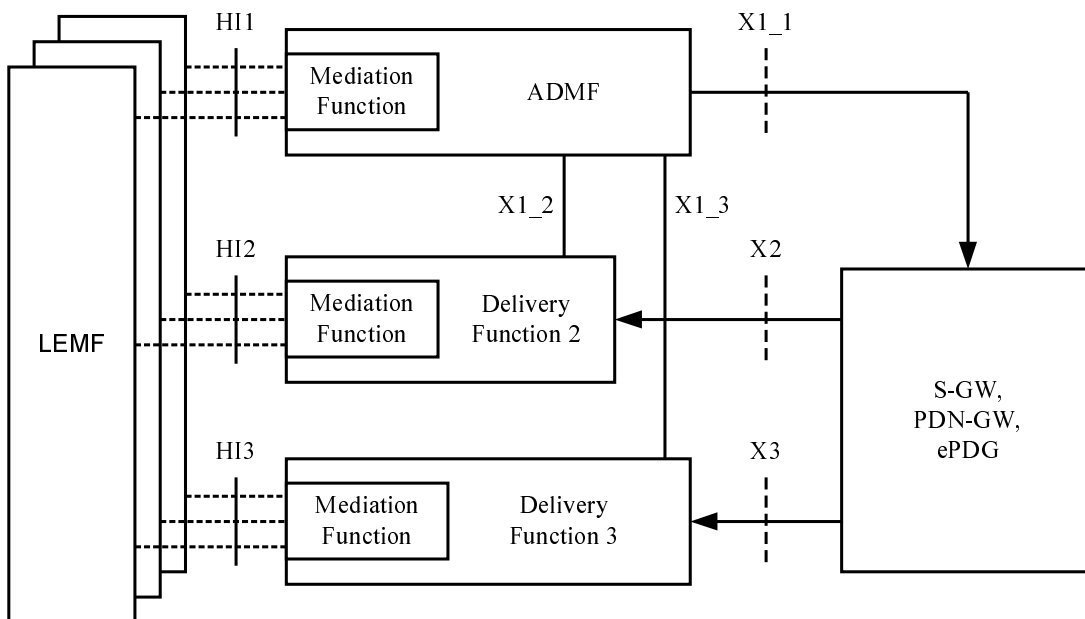 HI1
X1_1
Mediation
Function
ADMF
X1_2
X1_3
HI2
X2
Mediation
Function
Delivery
Function 2
LEMF
S-GW,
PDN-GW,
ePDG
HI3
X3
Mediation
Function
Delivery
Function 3